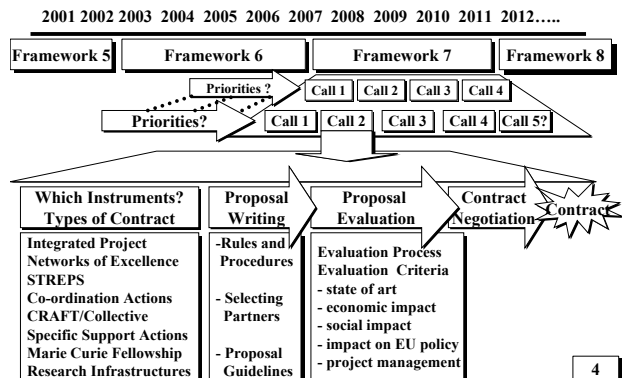 2001 2002 2003 2004 2005 2006 2007 2008 2009 2010 2011 2012…..
Framework 5 Framework 6 Framework 7 Framework 8
Priorities ? Call 1 Call 2 Call 3 Call 4
Priorities? Call 1 Call 2 Call 3 Call 4 Call 5?
Which Instruments?
Types of Contract
Proposal
Writing
Proposal
Evaluation
Contract
Negotiation
Contract
Integrated Project
Networks of Excellence
STREPS
Co-ordination Actions
CRAFT/Collective
Specific Support Actions
Marie Curie Fellowship
Research Infrastructures
-Rules and
Procedures
- Selecting
Partners
- Proposal
Guidelines
Evaluation Process
Evaluation Criteria
- state of art
- economic impact
- social impact
- impact on EU policy
- project management
4